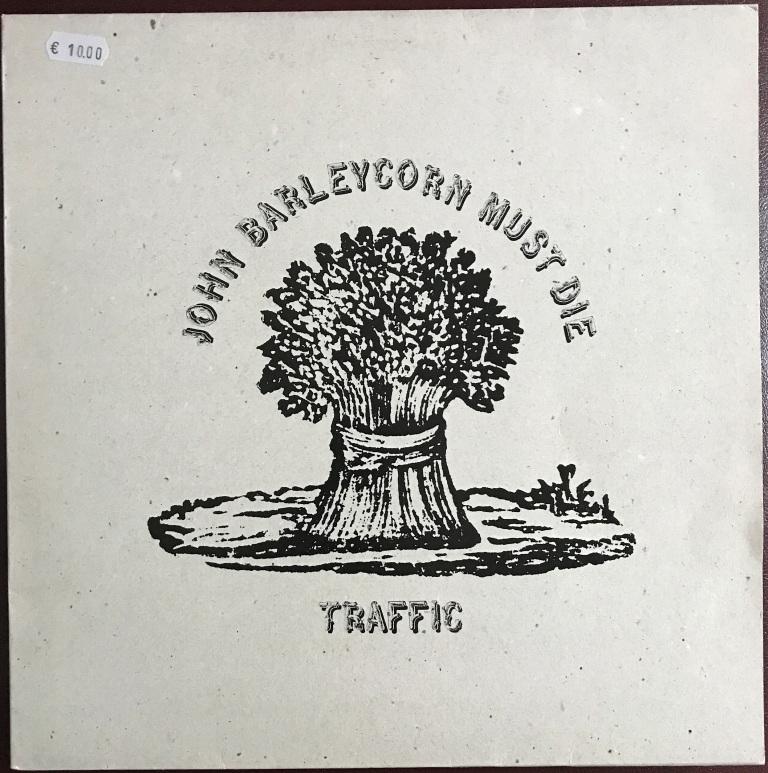 € 10.00
JOHN BARLEYCORN MUST DIE
TRAFFIC